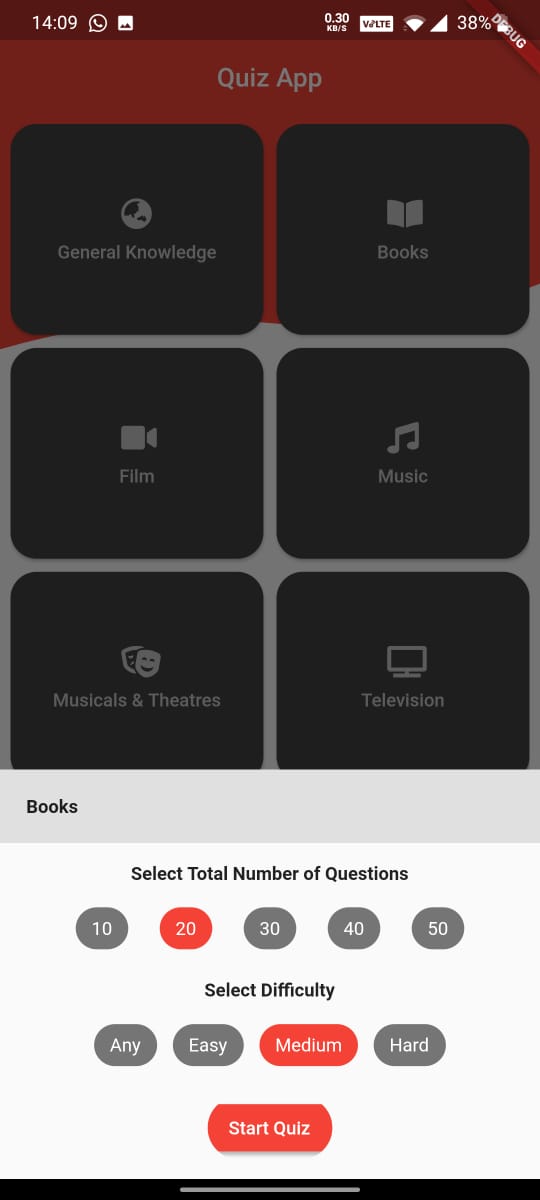 14:09 0.30 KB/S VoLTE 38%
DEBUG
Quiz App
General Knowledge
Books
Film
Music
Musicals & Theatres
Television
Books
Select Total Number of Questions
10 20 30 40 50
Select Difficulty
Any Easy Medium Hard
Start Quiz